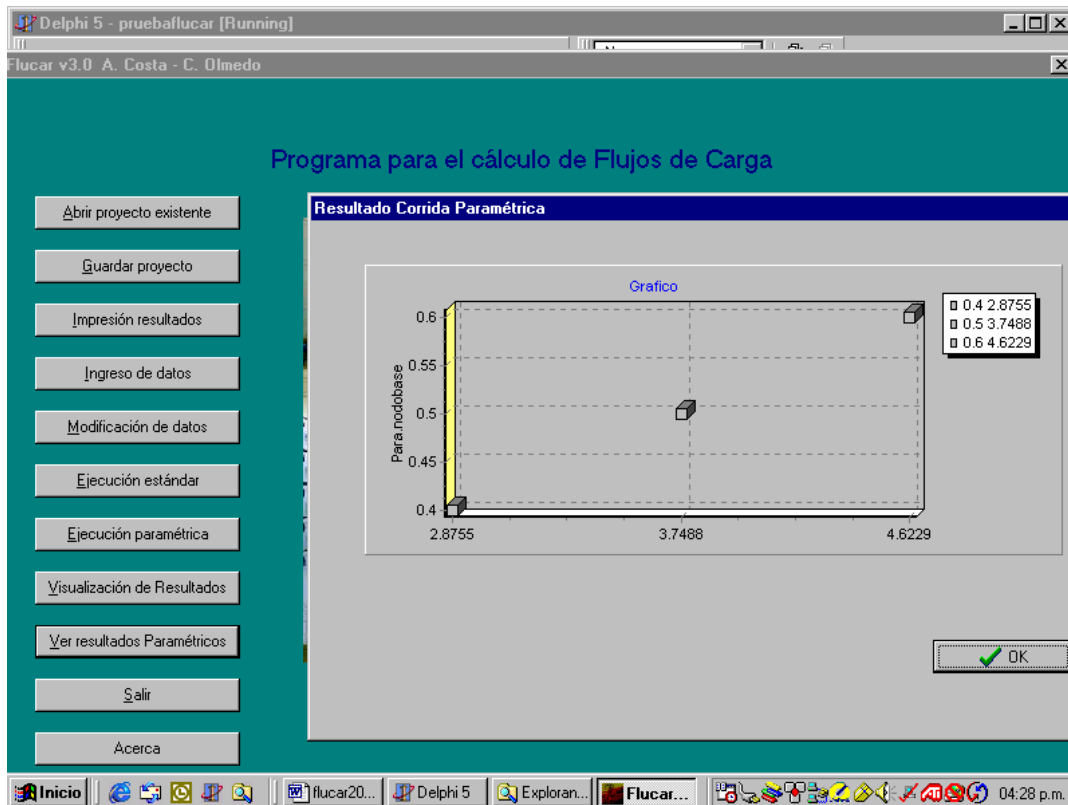 Delphi 5 - pruebaflucar [Running]
Flucar v3.0 A. Costa - C. Olmedo
Programa para el cálculo de Flujos de Carga
Abrir proyecto existente
Guardar proyecto
Impresión resultados
Ingreso de datos
Modificación de datos
Ejecución estándar
Ejecución paramétrica
Visualización de Resultados
Ver resultados Paramétricos
Salir
Acerca
Resultado Corrida Paramétrica
Grafico
Para.nodobase
0.6
0.55
0.5
0.45
0.4
2.8755 3.7488 4.6229
0.4 2.8755
0.5 3.7488
0.6 4.6229
OK
Inicio flucar20... Delphi 5 Exploran... Flucar... 04:28 p.m.